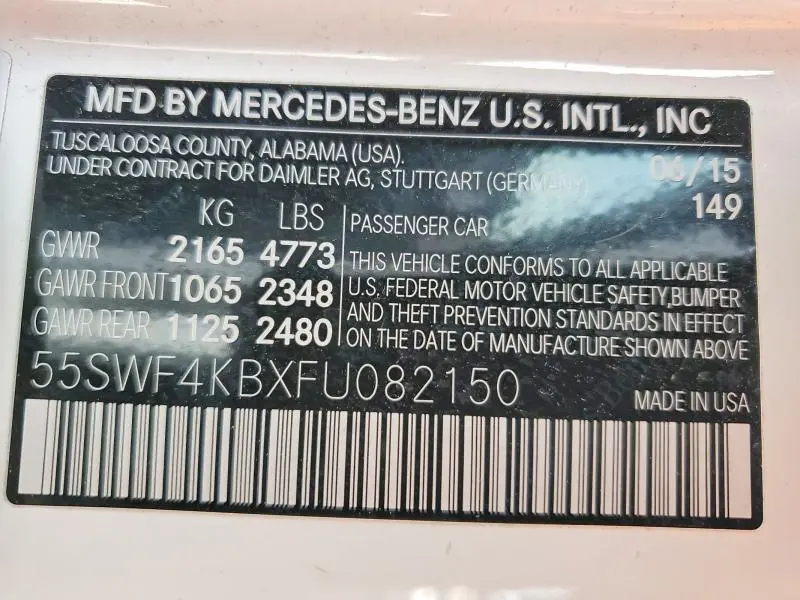 MFD BY MERCEDES-BENZ U.S. INTL., INC
TUSCALOOSA COUNTY, ALABAMA (USA).
UNDER CONTRACT FOR DAIMLER AG, STUTTGART (GERMANY)
06/15
149
KG LBS
GVWR 2165 4773
GAWR FRONT 1065 2348
GAWR REAR 1125 2480
PASSENGER CAR
THIS VEHICLE CONFORMS TO ALL APPLICABLE
U.S. FEDERAL MOTOR VEHICLE SAFETY,BUMPER
AND THEFT PREVENTION STANDARDS IN EFFECT
ON THE DATE OF MANUFACTURE SHOWN ABOVE
55SWF4KBXFU082150
MADE IN USA